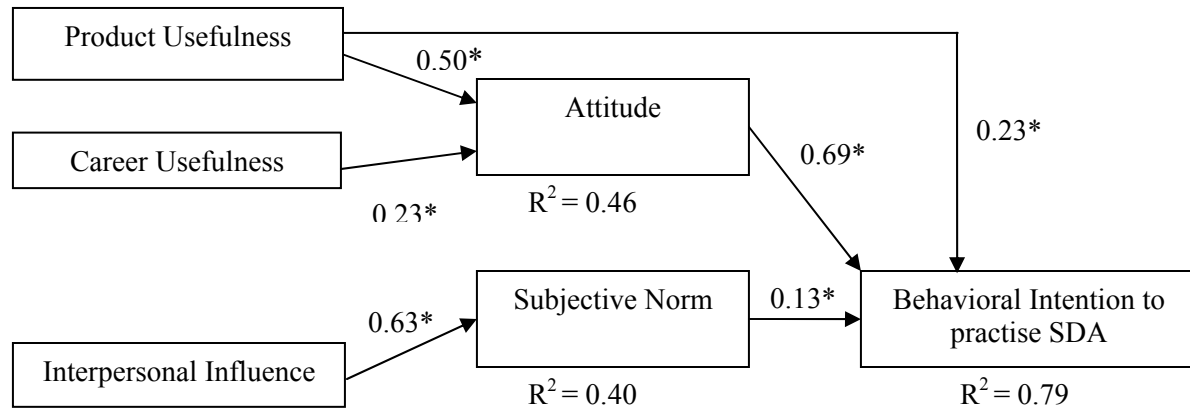 Product Usefulness
0.50*
Attitude
0.23*
Career Usefulness
0.69*
0.23*
R² = 0.46
Subjective Norm
0.13*
Behavioral Intention to
practise SDA
0.63*
Interpersonal Influence
R² = 0.40
R² = 0.79